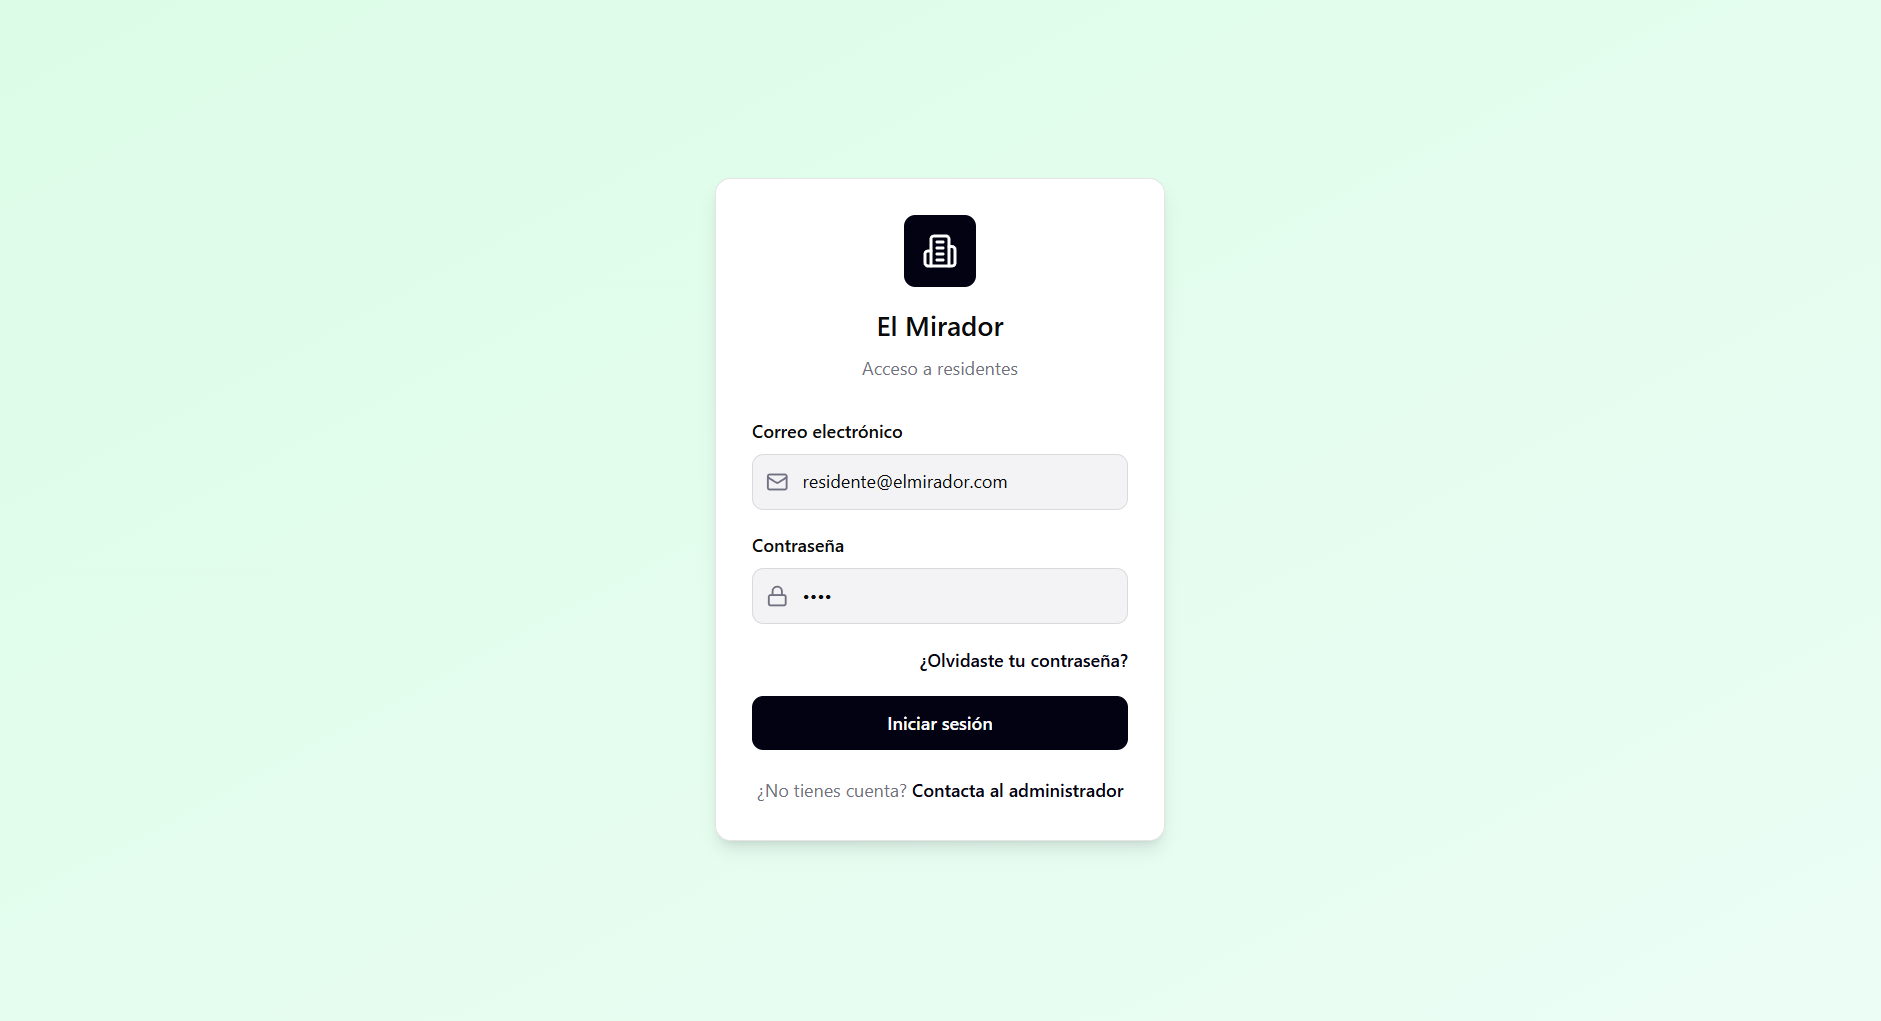 El Mirador
Acceso a residentes
Correo electrónico
residente@elmirador.com
Contraseña
••••
¿Olvidaste tu contraseña?
Iniciar sesión
¿No tienes cuenta? Contacta al administrador